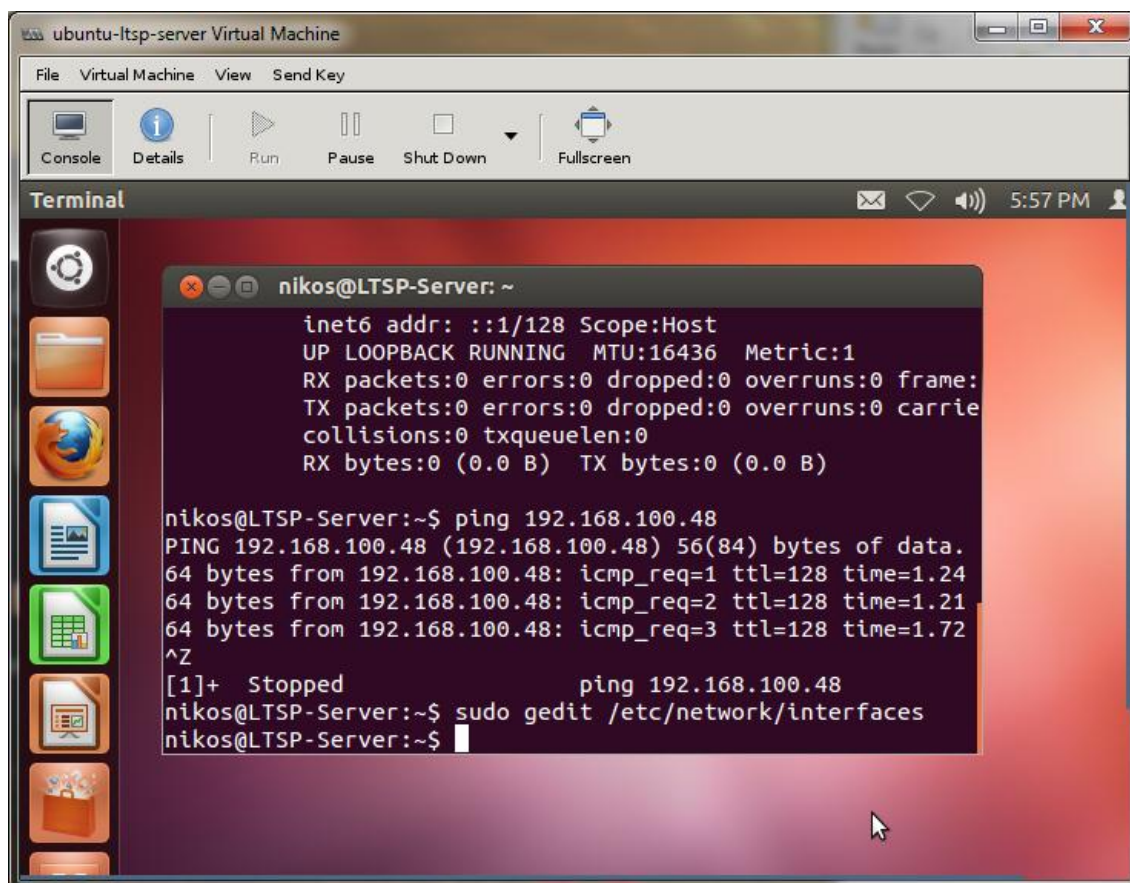 ubuntu-ltsp-server Virtual Machine
File Virtual Machine View Send Key
Console Details Run Pause Shut Down Fullscreen
Terminal 5:57 PM
nikos@LTSP-Server: ~
inet6 addr: ::1/128 Scope:Host
UP LOOPBACK RUNNING  MTU:16436  Metric:1
RX packets:0 errors:0 dropped:0 overruns:0 frame:
TX packets:0 errors:0 dropped:0 overruns:0 carrie
collisions:0 txqueuelen:0
RX bytes:0 (0.0 B)  TX bytes:0 (0.0 B)
nikos@LTSP-Server:~$ ping 192.168.100.48
PING 192.168.100.48 (192.168.100.48) 56(84) bytes of data.
64 bytes from 192.168.100.48: icmp_req=1 ttl=128 time=1.24
64 bytes from 192.168.100.48: icmp_req=2 ttl=128 time=1.21
64 bytes from 192.168.100.48: icmp_req=3 ttl=128 time=1.72
^Z
[1]+  Stopped                 ping 192.168.100.48
nikos@LTSP-Server:~$ sudo gedit /etc/network/interfaces
nikos@LTSP-Server:~$